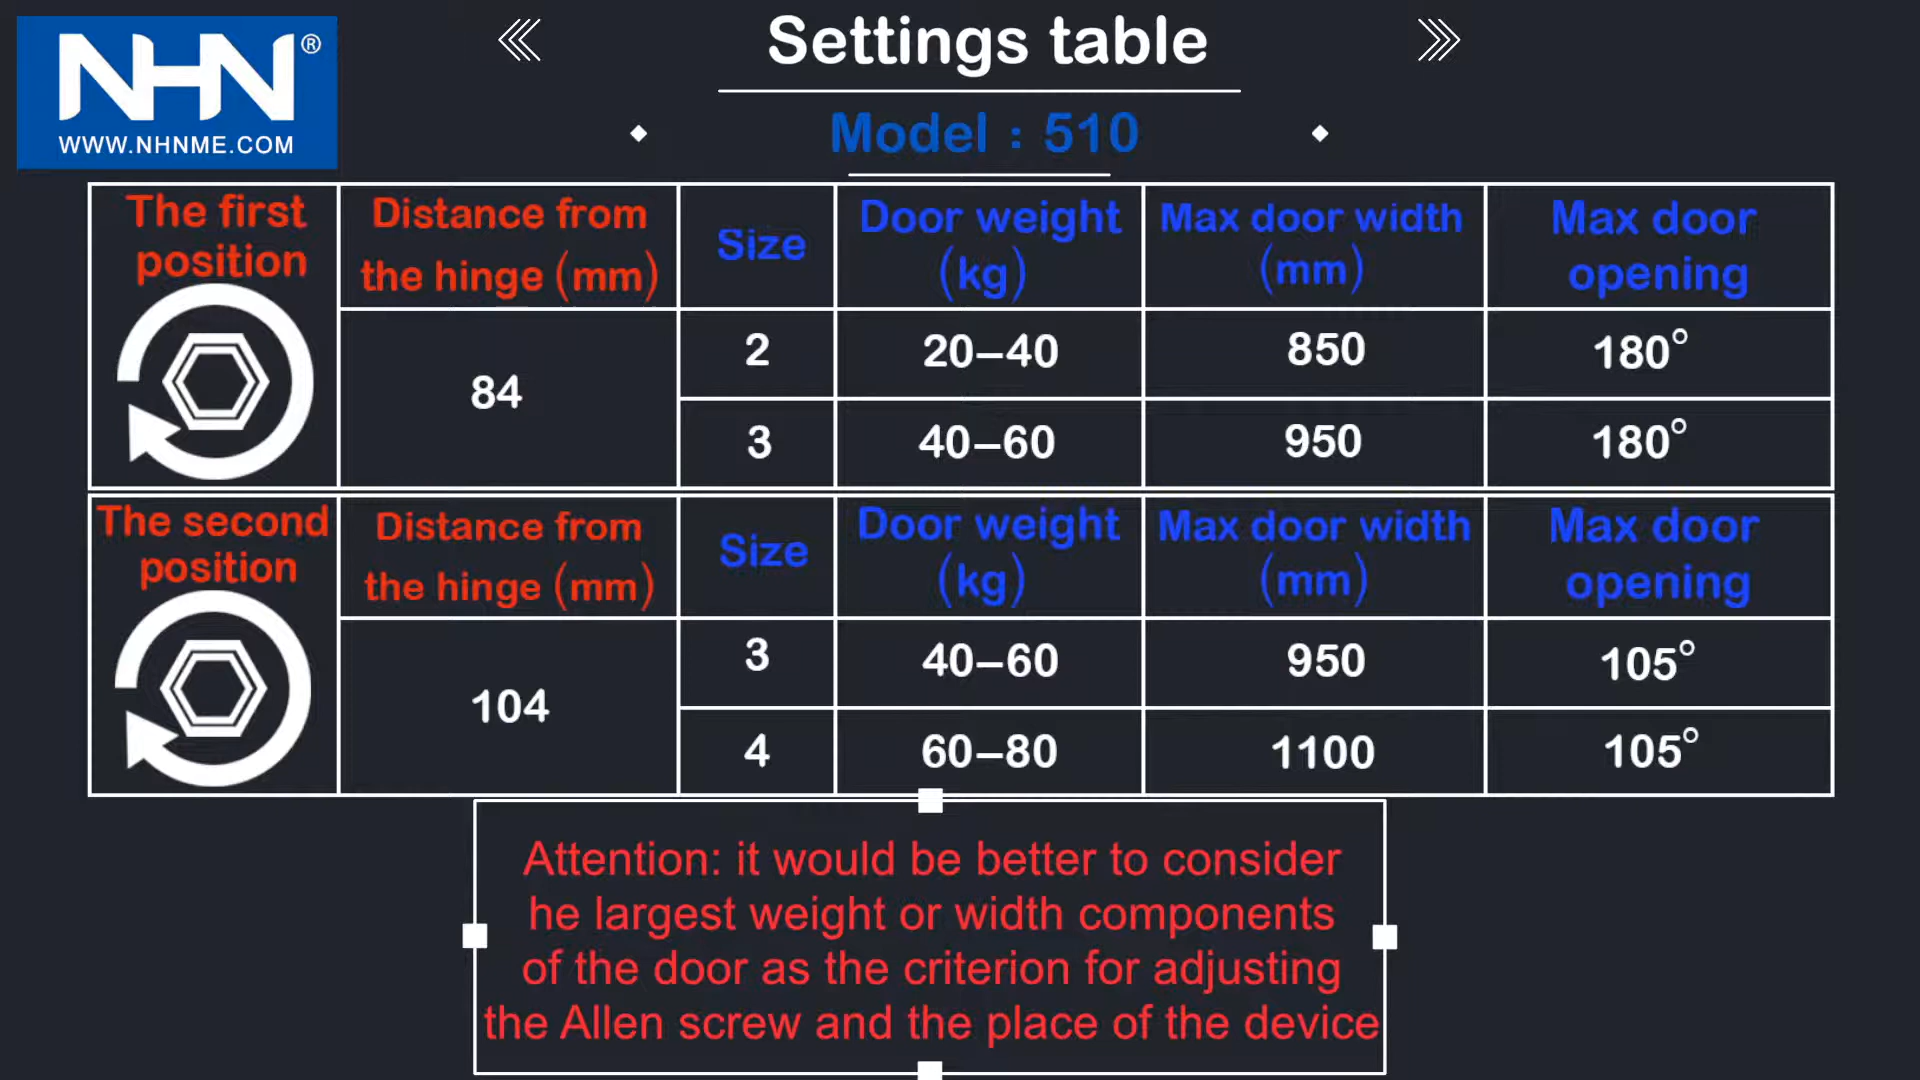 NHN®
WWW.NHNME.COM
Settings table
Model : 510
The first position
Distance from the hinge (mm)
Size
Door weight (kg)
Max door width (mm)
Max door opening
84
2
20–40
850
180°
3
40–60
950
180°
The second position
Distance from the hinge (mm)
Size
Door weight (kg)
Max door width (mm)
Max door opening
104
3
40–60
950
105°
4
60–80
1100
105°
Attention: it would be better to consider
he largest weight or width components
of the door as the criterion for adjusting
the Allen screw and the place of the device